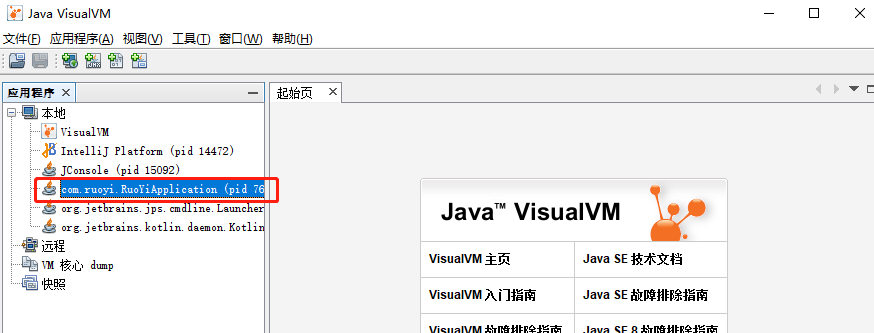 Java VisualVM
文件(F) 应用程序(A) 视图(V) 工具(T) 窗口(W) 帮助(H)
应用程序
起始页
本地
VisualVM
IntelliJ Platform (pid 14472)
JConsole (pid 15092)
com.ruoyi.RuoYiApplication (pid 76
org.jetbrains.jps.cmdline.Launcher
org.jetbrains.kotlin.daemon.Kotlin
远程
VM 核心 dump
快照
Java™ VisualVM
VisualVM 主页 Java SE 技术文档
VisualVM 入门指南 Java SE 故障排除指南
VisualVM 故障排除指南 Java SE 8 故障排除指南